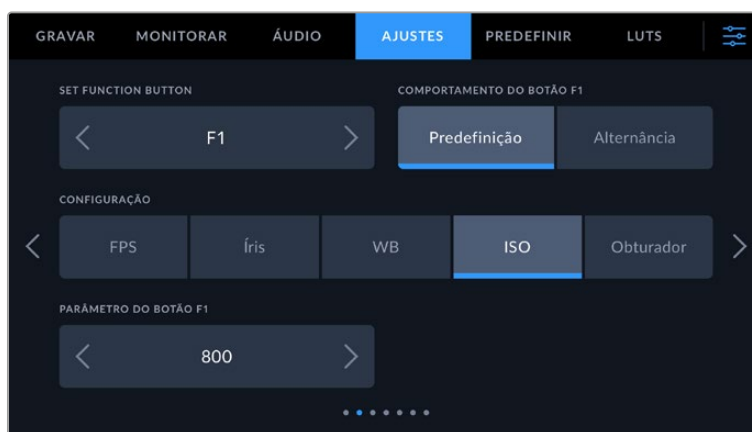 GRAVAR MONITORAR ÁUDIO AJUSTES PREDEFINIR LUTS
SET FUNCTION BUTTON COMPORTAMENTO DO BOTÃO F1
F1 Predefinição Alternância
CONFIGURAÇÃO
FPS Íris WB ISO Obturador
PARÂMETRO DO BOTÃO F1
800